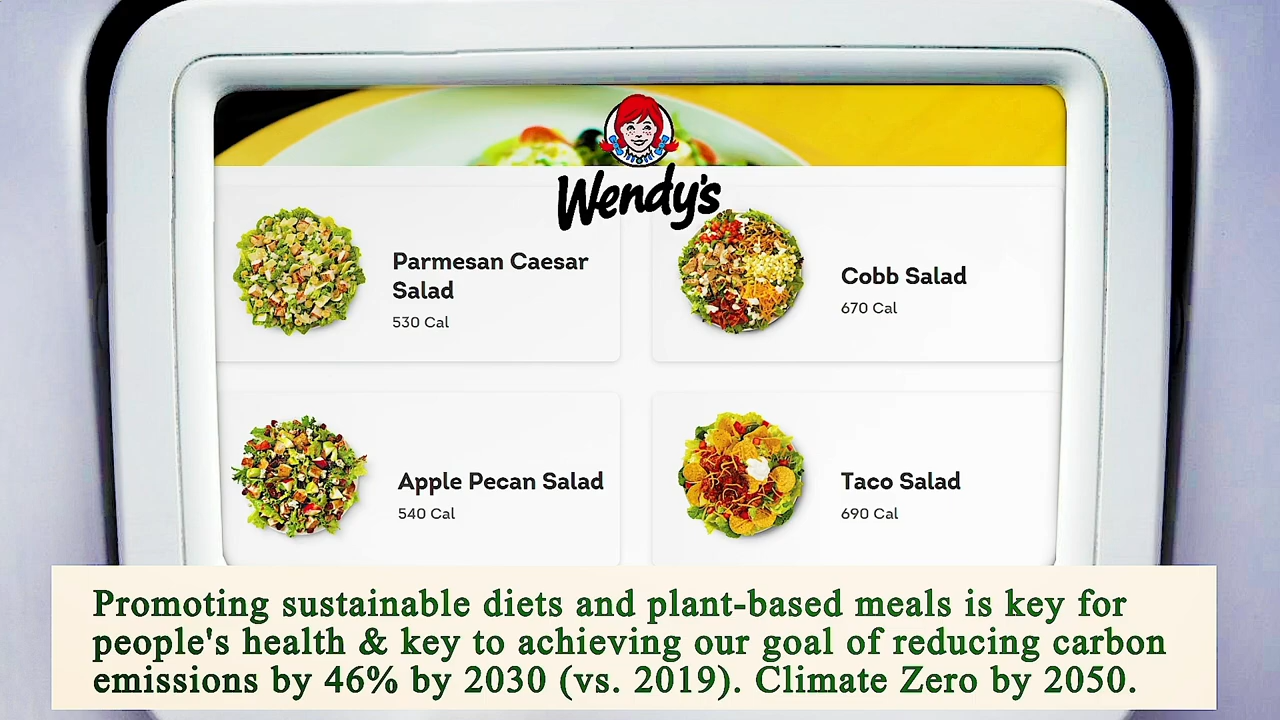 Wendy's
Parmesan Caesar
Salad
530 Cal
Cobb Salad
670 Cal
Apple Pecan Salad
540 Cal
Taco Salad
690 Cal
Promoting sustainable diets and plant-based meals is key for
people's health & key to achieving our goal of reducing carbon
emissions by 46% by 2030 (vs. 2019). Climate Zero by 2050.